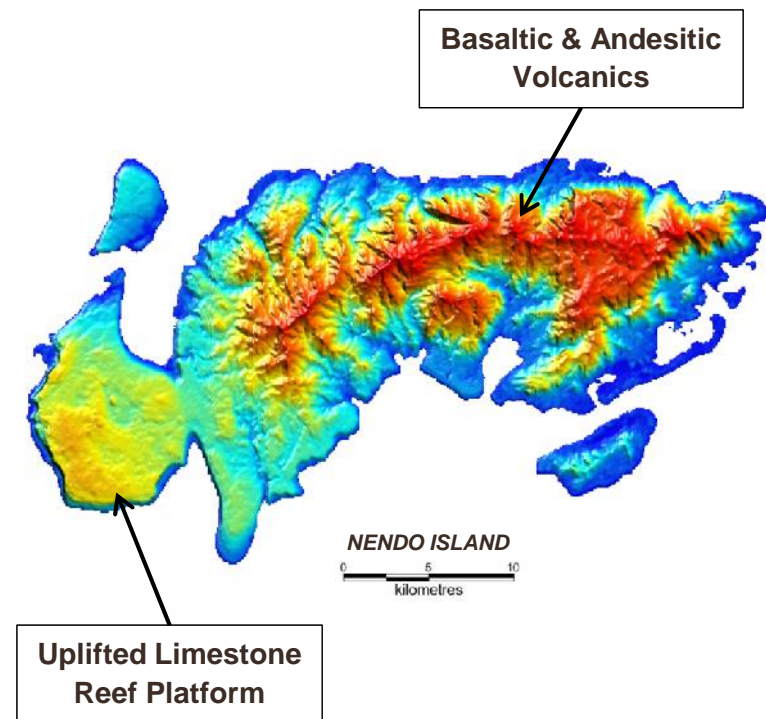 Basaltic & Andesitic
Volcanics
NENDO ISLAND
0 5 10
kilometres
Uplifted Limestone
Reef Platform